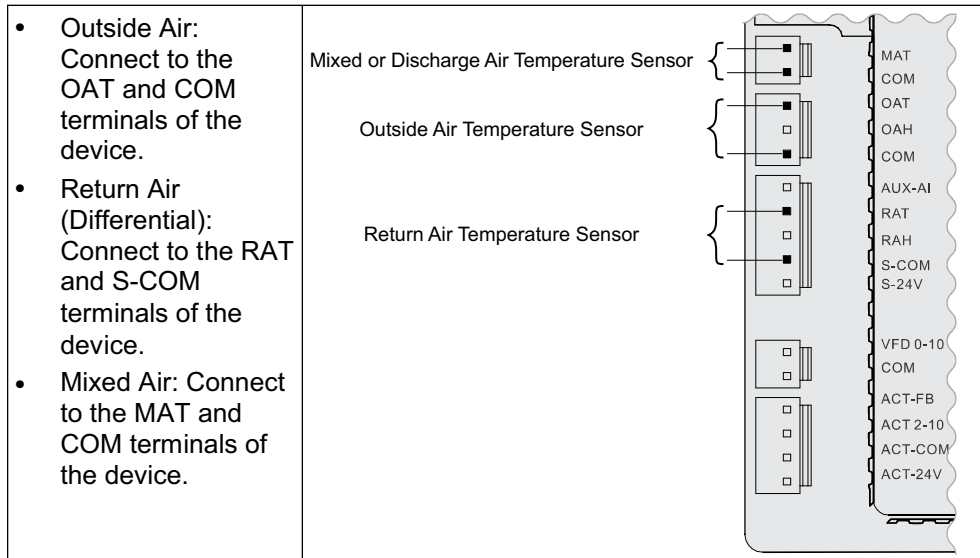 • Outside Air:
Connect to the
OAT and COM
terminals of the
device.
• Return Air
(Differential):
Connect to the RAT
and S-COM
terminals of the
device.
• Mixed Air: Connect
to the MAT and
COM terminals of
the device.
Mixed or Discharge Air Temperature Sensor
Outside Air Temperature Sensor
Return Air Temperature Sensor
MAT
COM
OAT
OAH
COM
AUX-AI
RAT
RAH
S-COM
S-24V
VFD 0-10
COM
ACT-FB
ACT 2-10
ACT-COM
ACT-24V